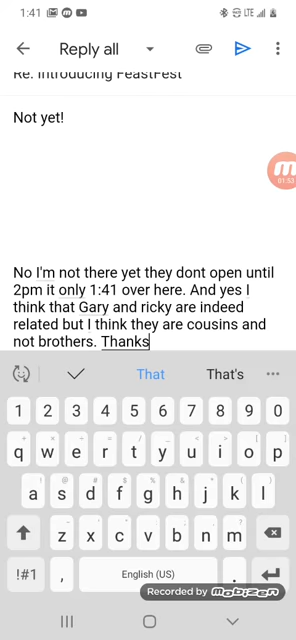 1:41
LTE
Reply all
Re: Introducing FeastFest
Not yet!
01:53
No I'm not there yet they dont open until
2pm it only 1:41 over here. And yes I
think that Gary and ricky are indeed
related but I think they are cousins and
not brothers. Thanks
That That's
1 2 3 4 5 6 7 8 9 0
q w e r t y u i o p
a s d f g h j k l
z x c v b n m
!#1 , English (US) .
Recorded by mobizen